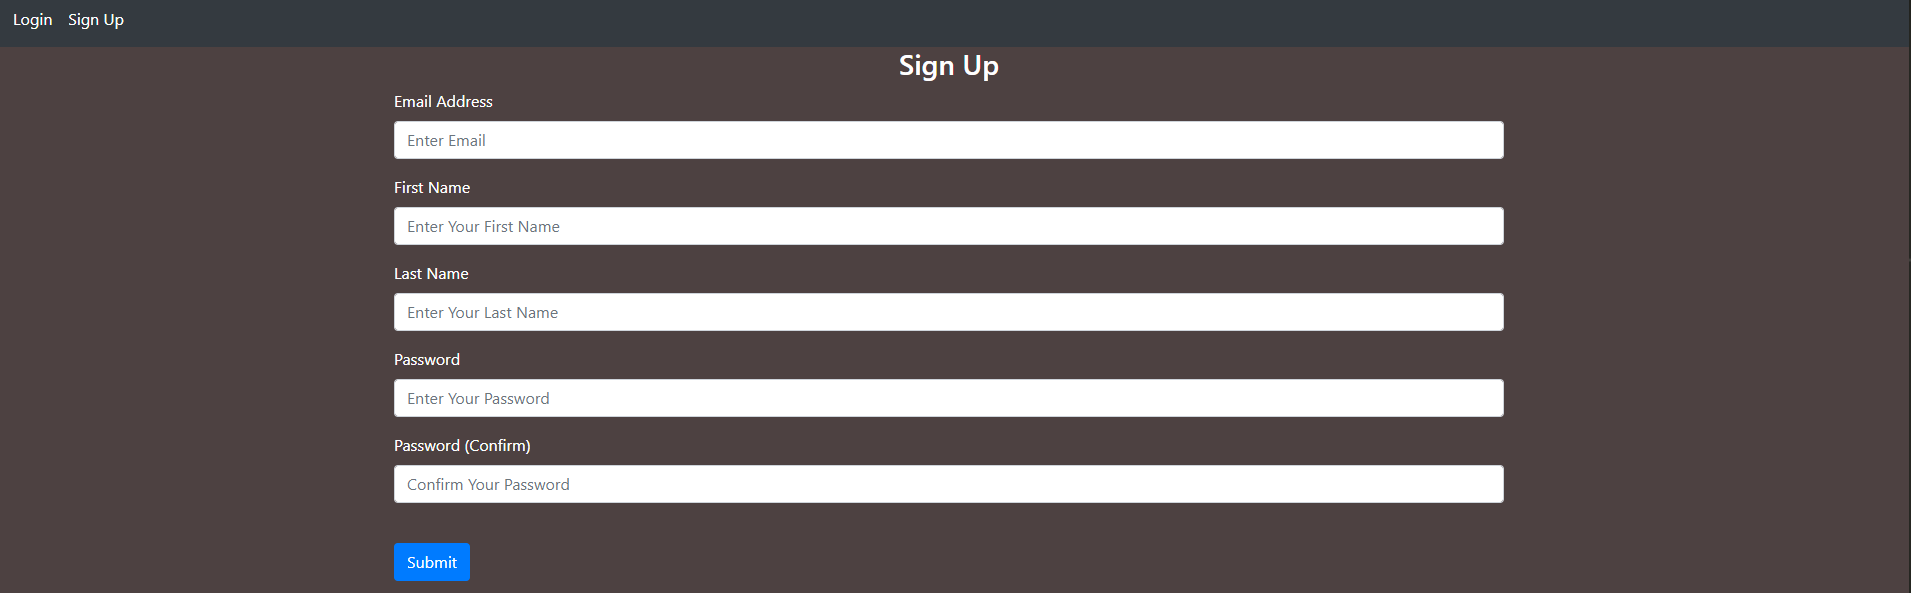 Login Sign Up
Sign Up
Email Address
Enter Email
First Name
Enter Your First Name
Last Name
Enter Your Last Name
Password
Enter Your Password
Password (Confirm)
Confirm Your Password
Submit